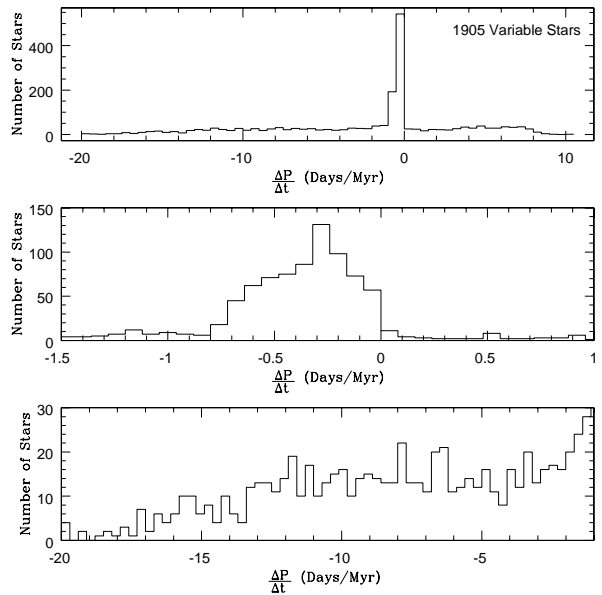 1905 Variable Stars
Number of Stars
400
200
0
-20 -10 0 10
ΔP
Δt
(Days/Myr)
Number of Stars
150
100
50
0
-1.5 -1 -0.5 0 0.5 1
ΔP
Δt
(Days/Myr)
Number of Stars
30
20
10
0
-20 -15 -10 -5
ΔP
Δt
(Days/Myr)